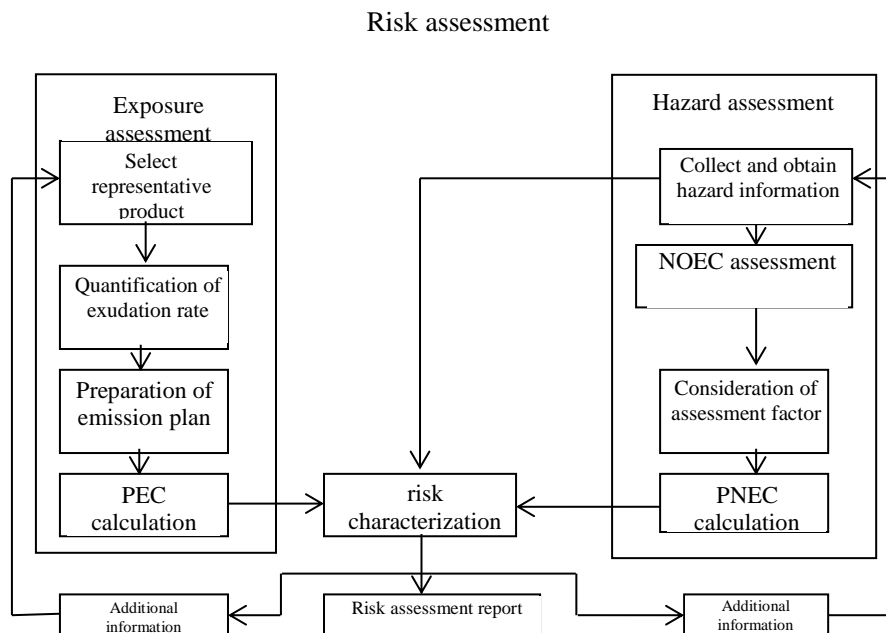 Risk assessment
Exposure
assessment
Select
representative
product
Quantification of
exudation rate
Preparation of
emission plan
PEC
calculation
Hazard assessment
Collect and obtain
hazard information
NOEC assessment
Consideration of
assessment factor
PNEC
calculation
risk
characterization
Additional
information
Risk assessment report
Additional
information